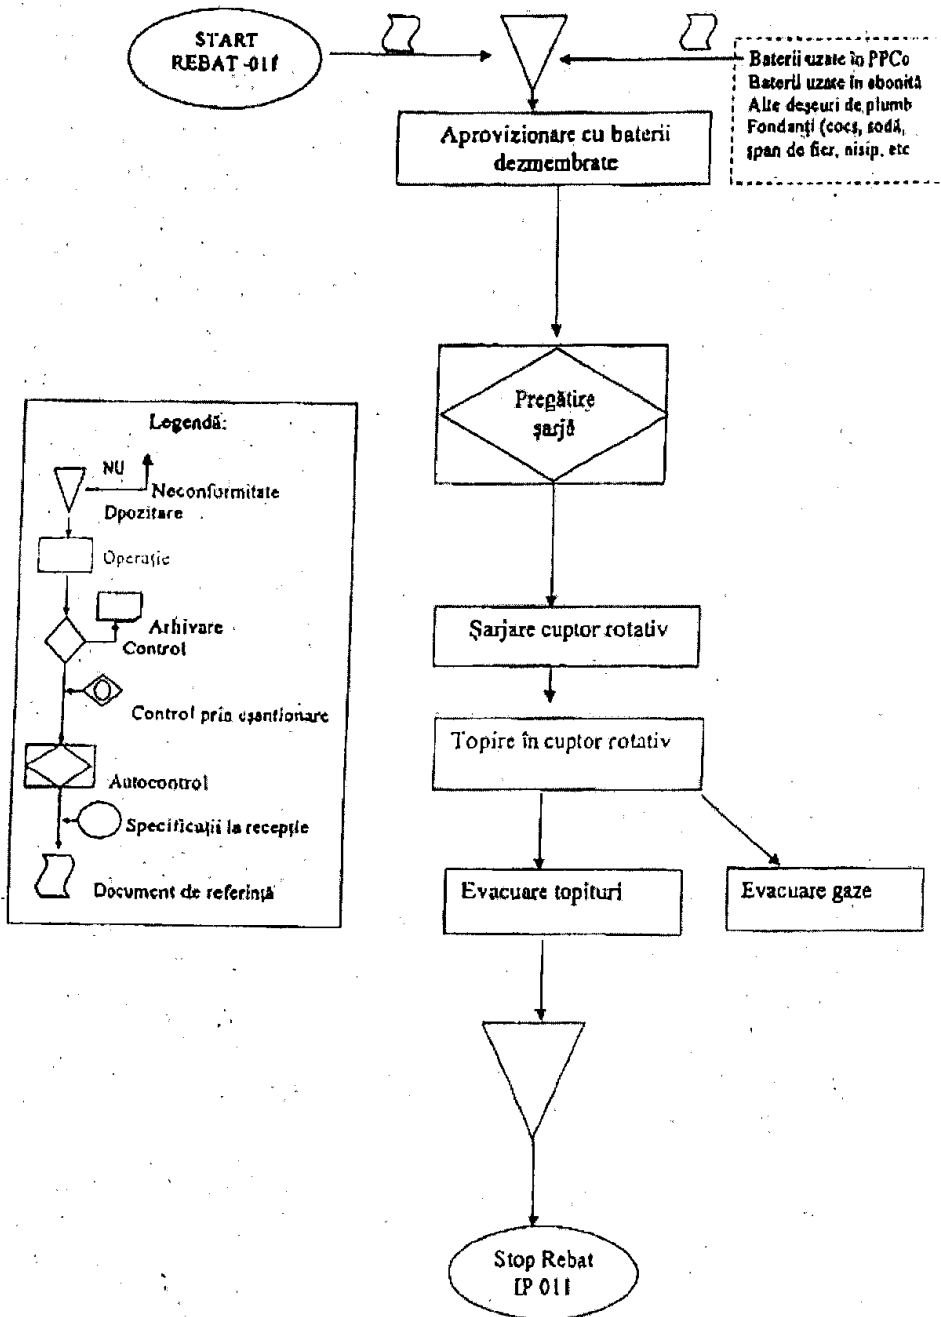 START
REBAT -01f
Baterii uzate în PPCo
Baterii uzate în ebonită
Alte deşeuri de plumb
Fondanţi (cocs, sodă,
şpan de fier, nisip, etc
Aprovizionare cu baterii
dezmembrate
Pregătire
şarjă
Legendă:
NU
Neconformitate
Dpozitare
Operaţie
Arhivare
Control
Control prin eşantionare
Autocontrol
Specificaţii la recepţie
Document de referinţă
Şarjare cuptor rotativ
Topire în cuptor rotativ
Evacuare topituri
Evacuare gaze
Stop Rebat